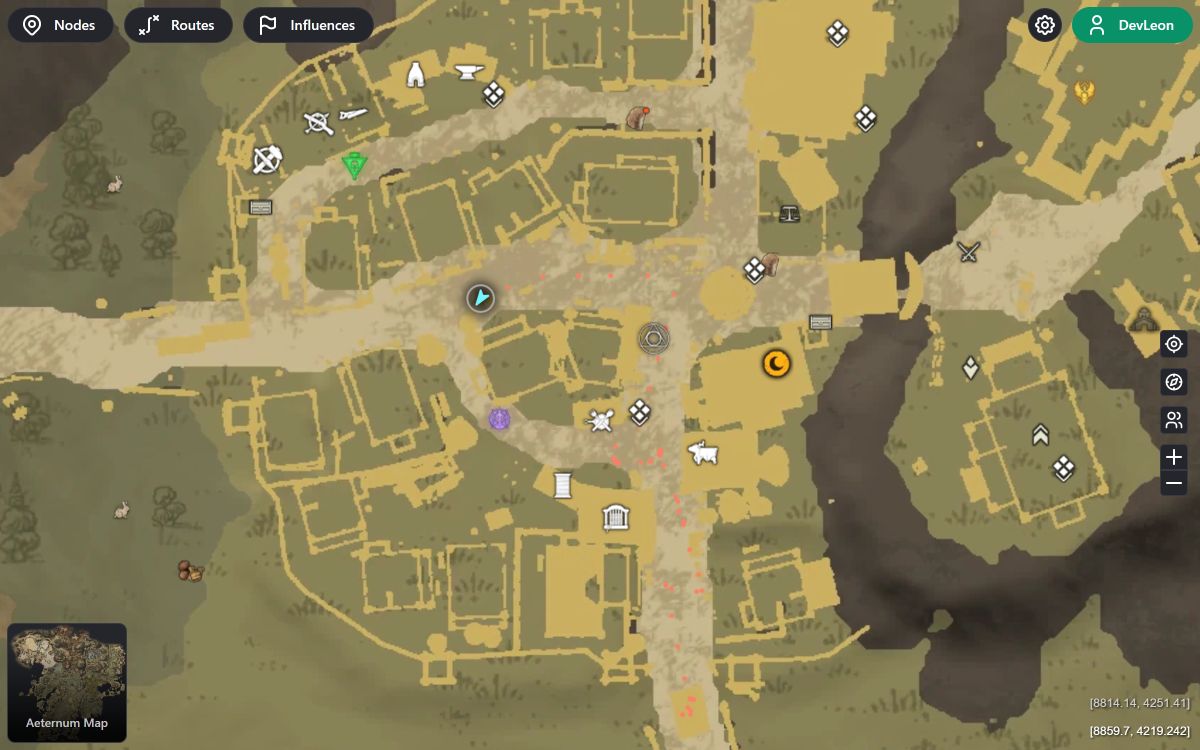 Nodes
Routes
Influences
DevLeon
[8814.14, 4251.41]
Aeternum Map
[8859.7, 4219.242]